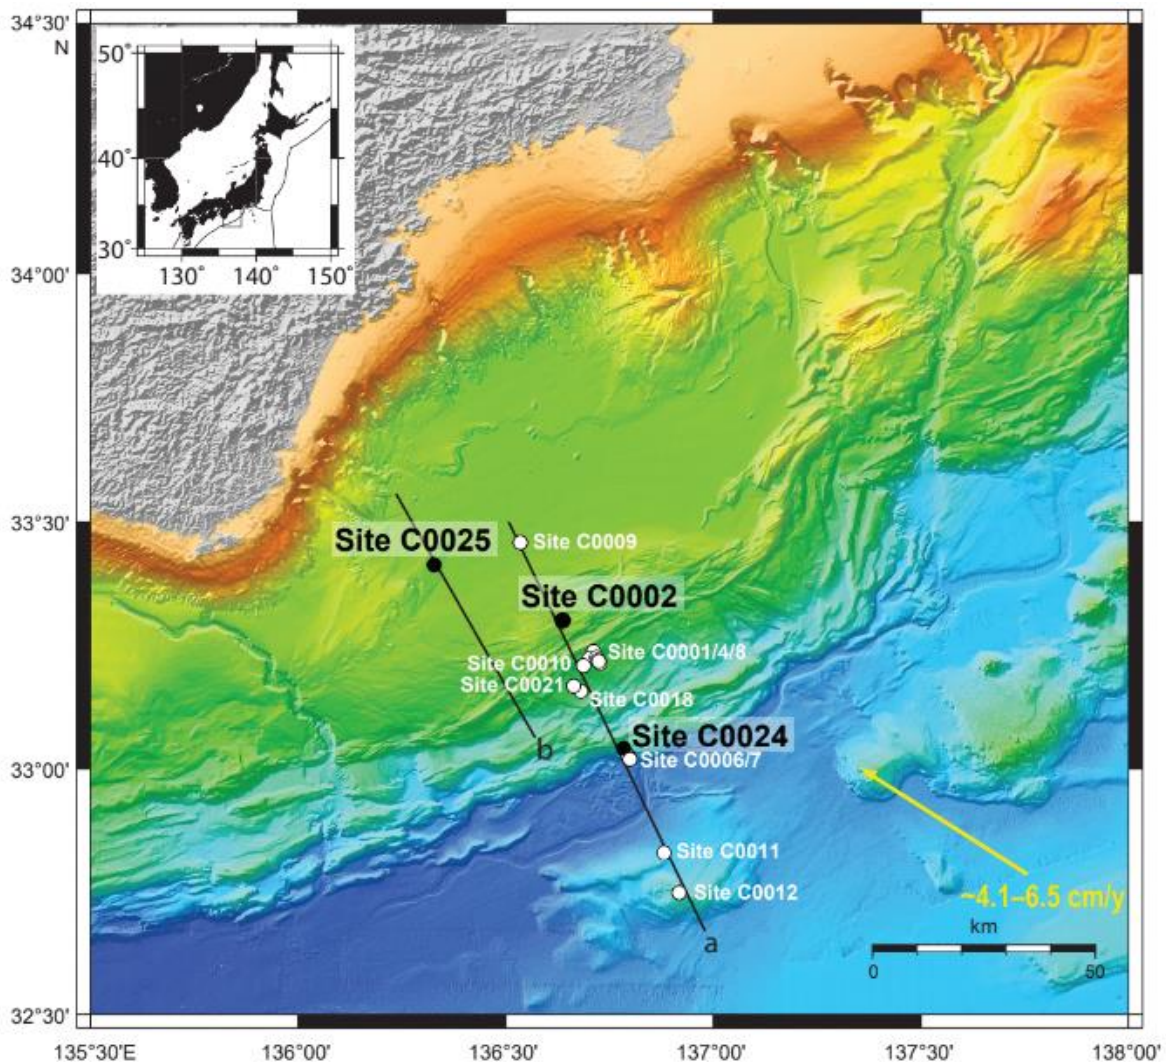 34°30'
N
50°
40°
30°
130° 140° 150°
34°00'
33°30'
33°00'
32°30'
Site C0025
Site C0009
Site C0002
Site C0001/4/8
Site C0010
Site C0021
Site C0018
Site C0024
Site C0006/7
b
Site C0011
Site C0012
a
~4.1–6.5 cm/y
km
0 50
135°30'E 136°00' 136°30' 137°00' 137°30' 138°00'